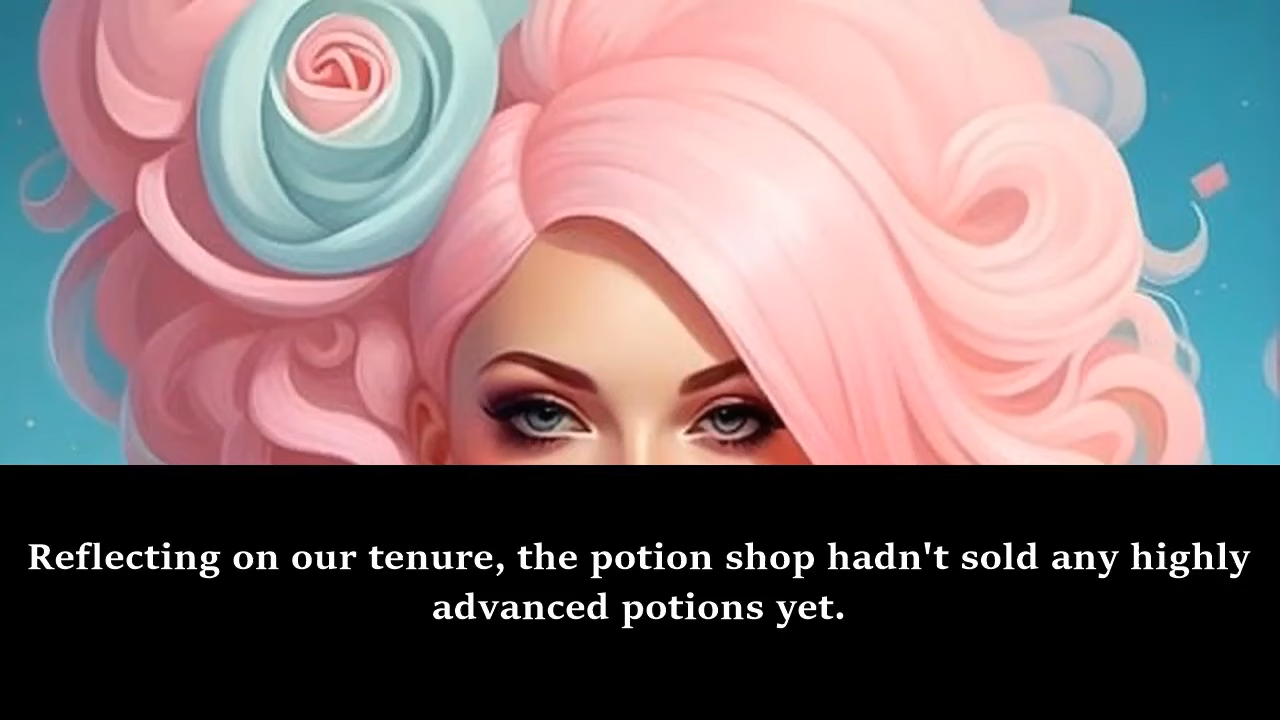 Reflecting on our tenure, the potion shop hadn't sold any highly
advanced potions yet.